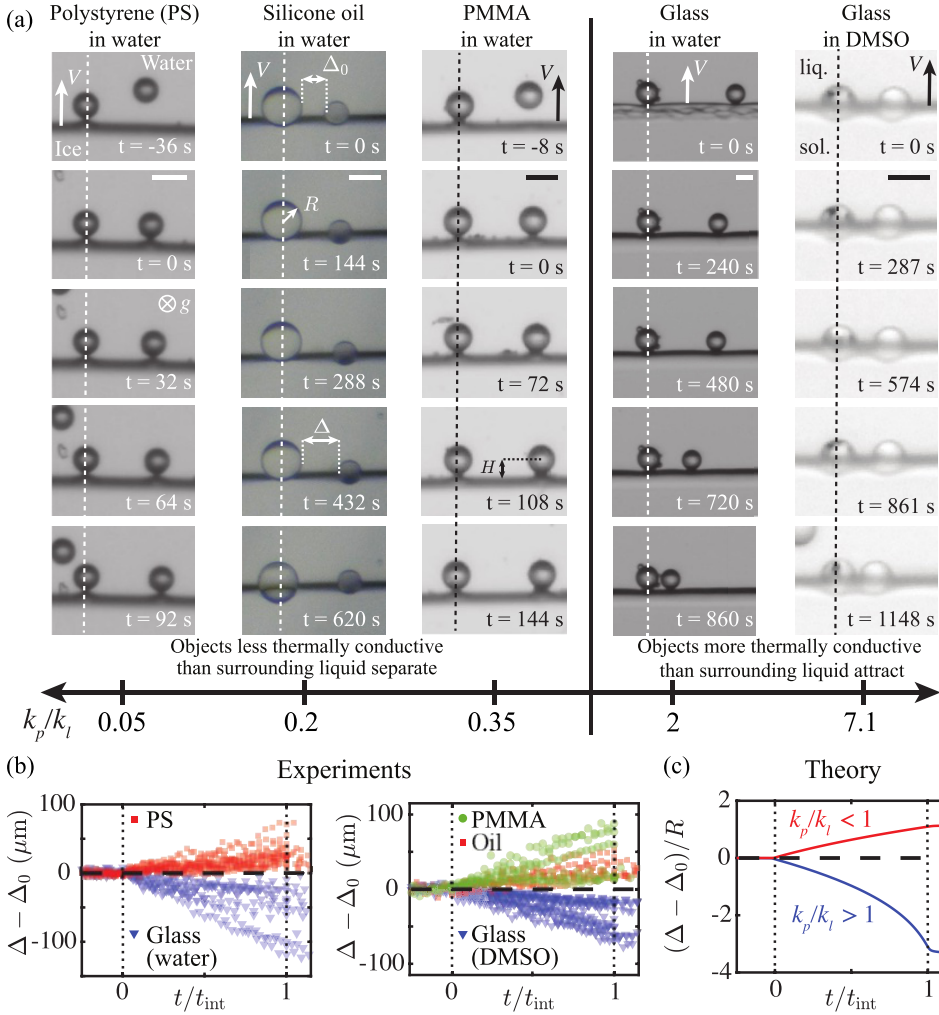 (a)
Polystyrene (PS)
in water
Silicone oil
in water
PMMA
in water
Glass
in water
Glass
in DMSO
V
Water
Ice
t = -36 s
V
Δ₀
t = 0 s
V
t = -8 s
V
t = 0 s
liq.
V
sol.
t = 0 s
t = 0 s
R
t = 144 s
t = 0 s
t = 240 s
t = 287 s
⊗ g
t = 32 s
t = 288 s
t = 72 s
t = 480 s
t = 574 s
t = 64 s
Δ
t = 432 s
H
t = 108 s
t = 720 s
t = 861 s
t = 92 s
t = 620 s
t = 144 s
t = 860 s
t = 1148 s
Objects less thermally conductive
than surrounding liquid separate
Objects more thermally conductive
than surrounding liquid attract
kₚ/kₗ
0.05
0.2
0.35
2
7.1
(b)
Experiments
Δ − Δ₀ (μm)
100
0
-100
PS
Glass
(water)
0
1
t/t_int
Δ − Δ₀ (μm)
100
0
-100
PMMA
Oil
Glass
(DMSO)
0
1
t/t_int
(c)
Theory
(Δ − Δ₀)/R
2
0
-2
-4
kₚ/kₗ < 1
kₚ/kₗ > 1
0
1
t/t_int